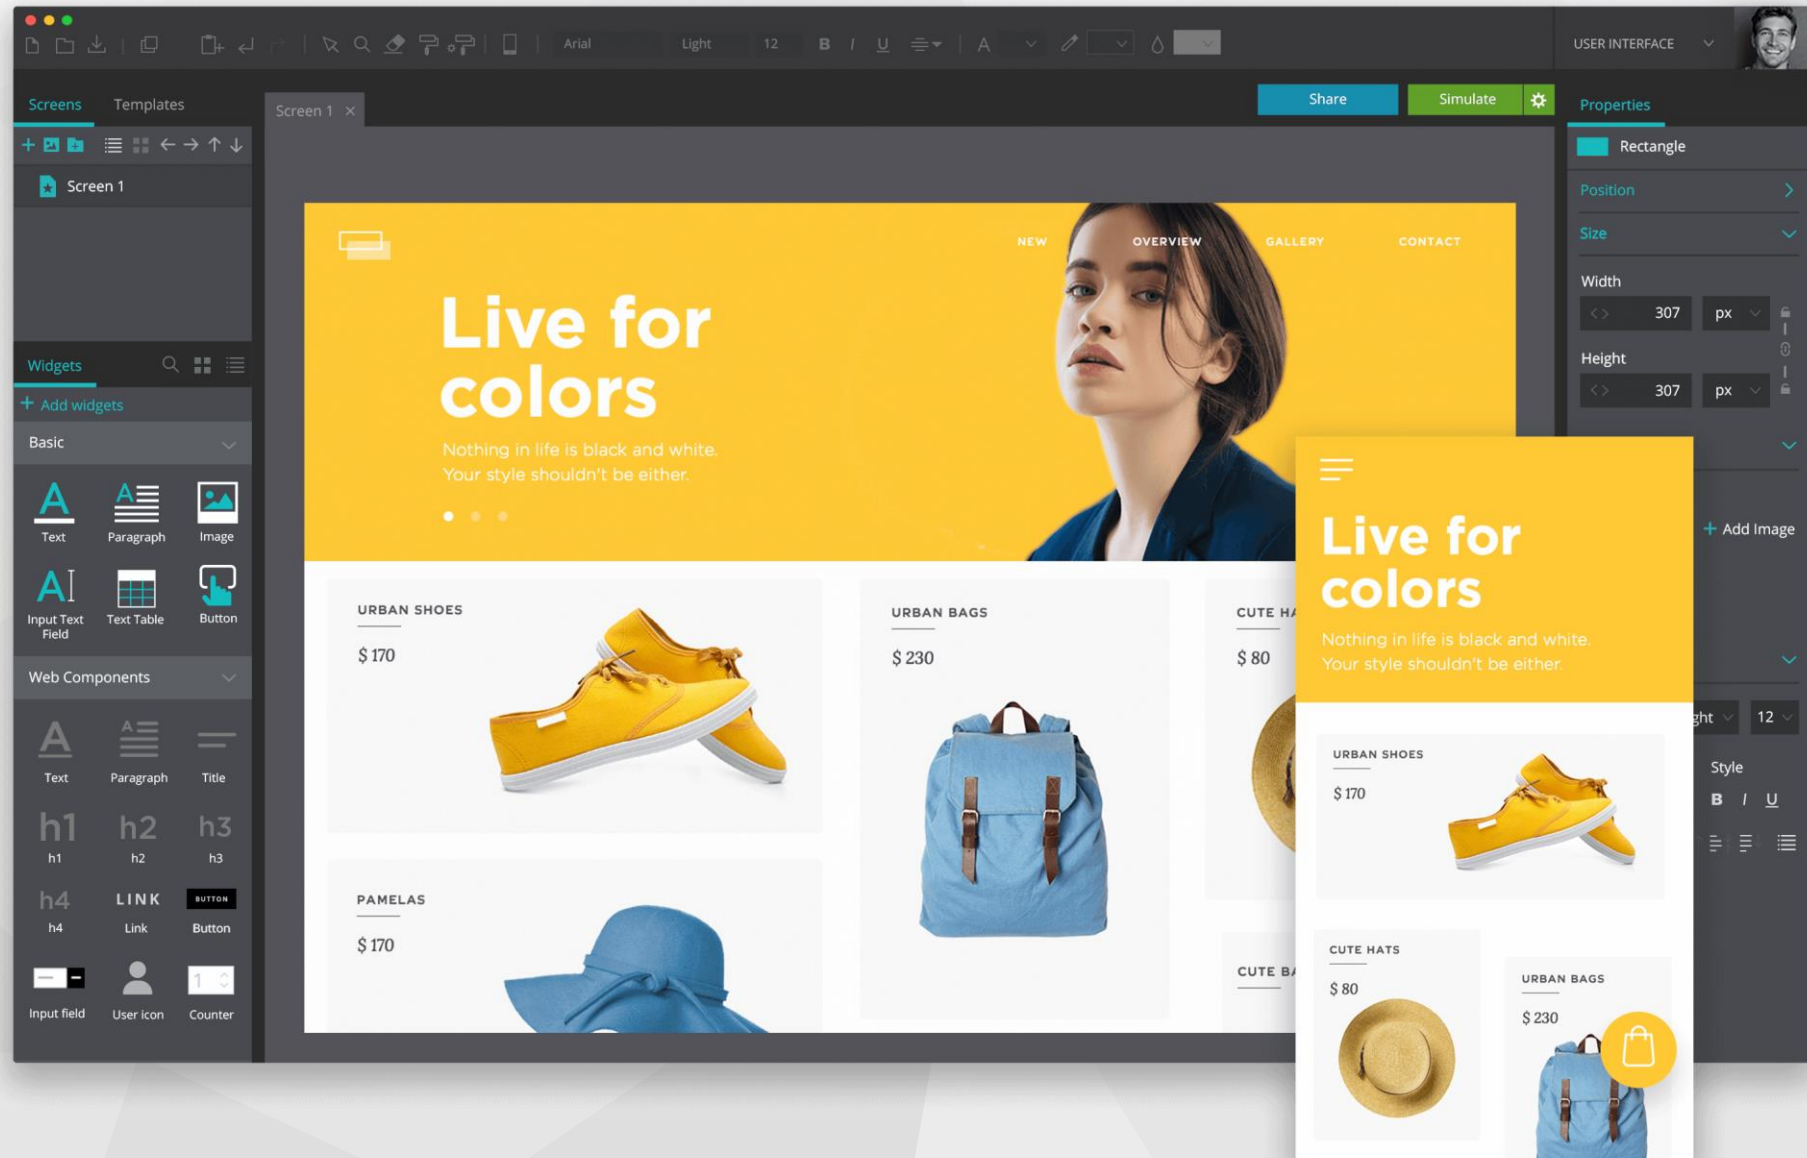 Arial
Light
12
B
I
U
A
USER INTERFACE
Screens
Templates
Screen 1
Share
Simulate
Properties
Screen 1
Rectangle
Position
Size
Width
307
px
Height
307
px
+ Add Image
12
Style
B
I
U
Widgets
+ Add widgets
Basic
Text
Paragraph
Image
Input Text
Field
Text Table
Button
Web Components
Text
Paragraph
Title
h1
h2
h3
h1
h2
h3
h4
LINK
BUTTON
h4
Link
Button
1
Input field
User icon
Counter
NEW
OVERVIEW
GALLERY
CONTACT
Live for
colors
Nothing in life is black and white.
Your style shouldn't be either.
URBAN SHOES
$ 170
URBAN BAGS
$ 230
CUTE HA
$ 80
PAMELAS
$ 170
CUTE BA
Live for
colors
Nothing in life is black and white.
Your style shouldn't be either.
URBAN SHOES
$ 170
CUTE HATS
$ 80
URBAN BAGS
$ 230